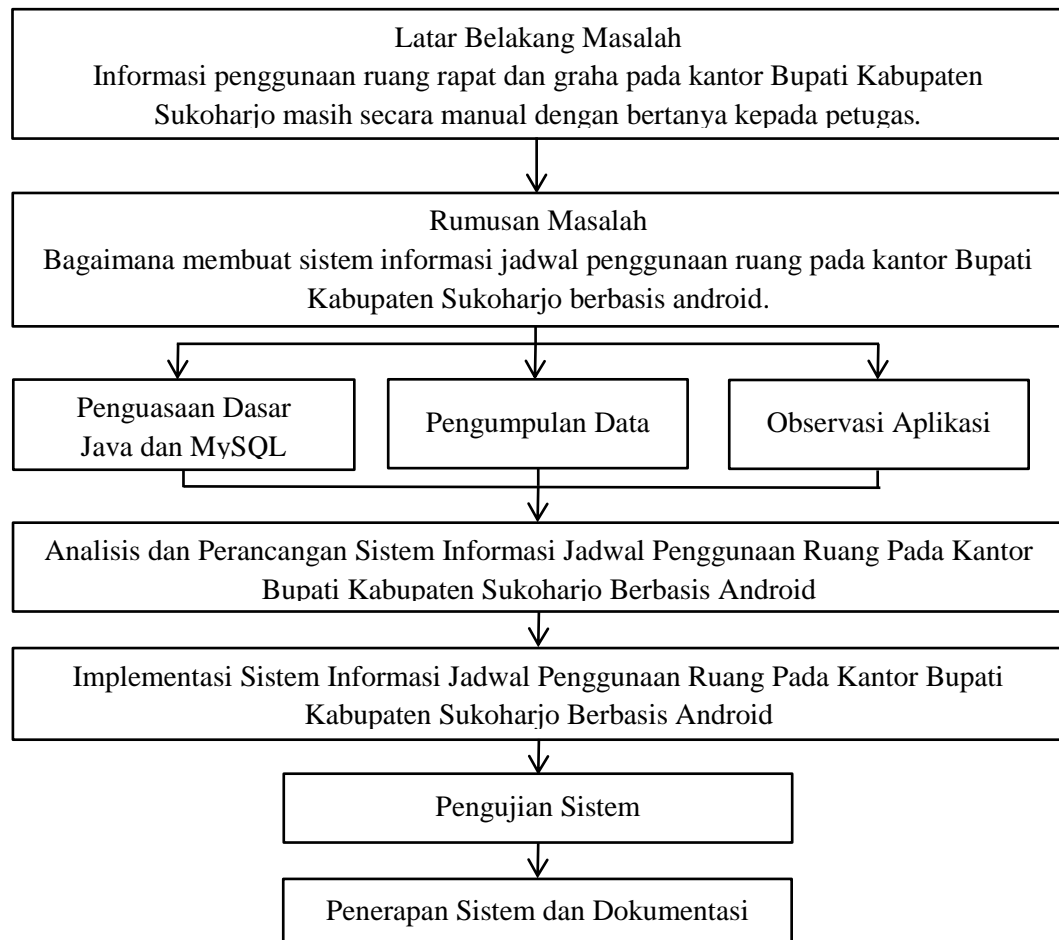 Latar Belakang Masalah
Informasi penggunaan ruang rapat dan graha pada kantor Bupati Kabupaten
Sukoharjo masih secara manual dengan bertanya kepada petugas.
Rumusan Masalah
Bagaimana membuat sistem informasi jadwal penggunaan ruang pada kantor Bupati
Kabupaten Sukoharjo berbasis android.
Penguasaan Dasar
Java dan MySQL
Pengumpulan Data
Observasi Aplikasi
Analisis dan Perancangan Sistem Informasi Jadwal Penggunaan Ruang Pada Kantor
Bupati Kabupaten Sukoharjo Berbasis Android
Implementasi Sistem Informasi Jadwal Penggunaan Ruang Pada Kantor Bupati
Kabupaten Sukoharjo Berbasis Android
Pengujian Sistem
Penerapan Sistem dan Dokumentasi